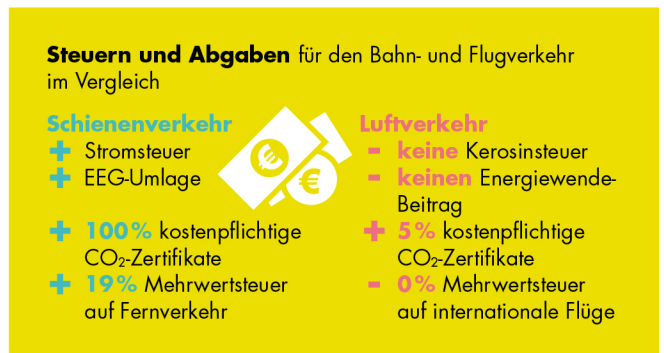 Steuern und Abgaben für den Bahn- und Flugverkehr
im Vergleich
Schienenverkehr
+ Stromsteuer
+ EEG-Umlage
+ 100% kostenpflichtige
CO₂-Zertifikate
+ 19% Mehrwertsteuer
auf Fernverkehr
€
€
Luftverkehr
- keine Kerosinsteuer
- keinen Energiewende-
Beitrag
+ 5% kostenpflichtige
CO₂-Zertifikate
- 0% Mehrwertsteuer
auf internationale Flüge